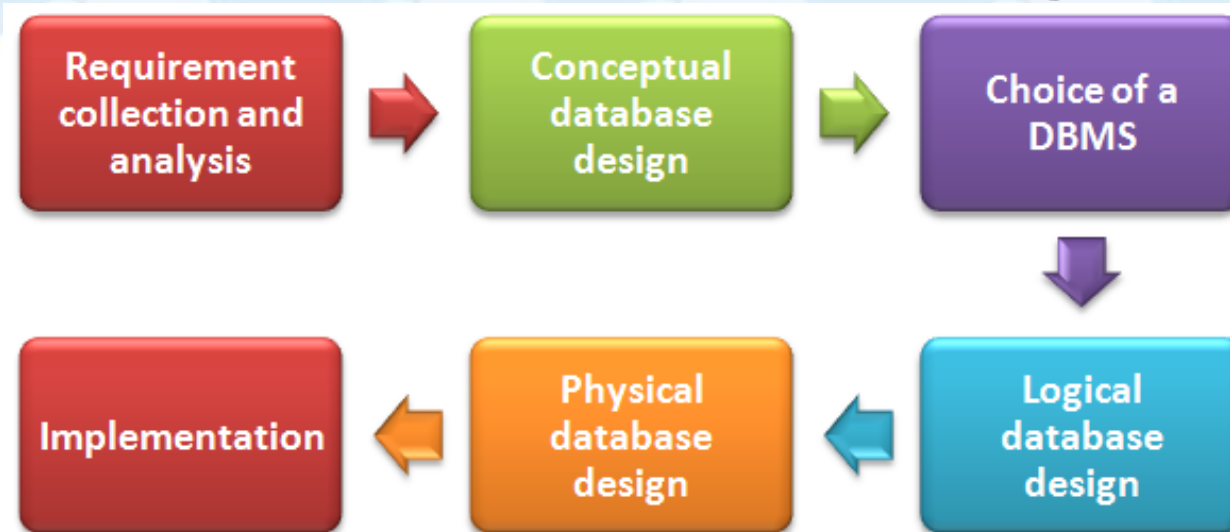 Requirement
collection and
analysis
Conceptual
database
design
Choice of a
DBMS
Logical
database
design
Physical
database
design
Implementation